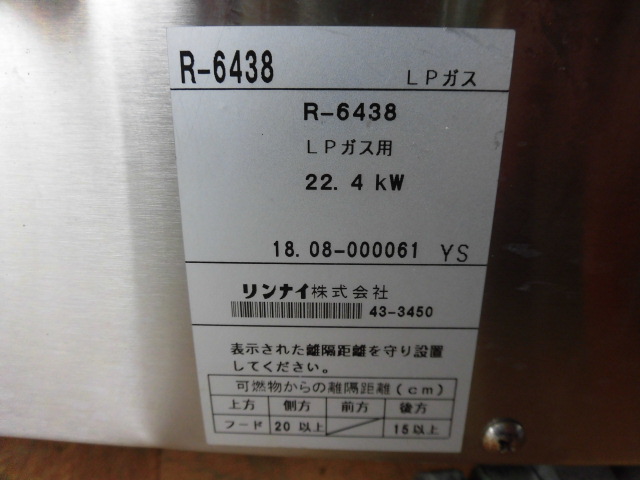 R-6438 LPガス
R-6438
LPガス用
22.4 kW
18.08-000061 YS
リンナイ株式会社
43-3450
表示された離隔距離を守り設置
してください。
可燃物からの離隔距離(cm)
上方 側方 前方 後方
フード 20以上 15以上